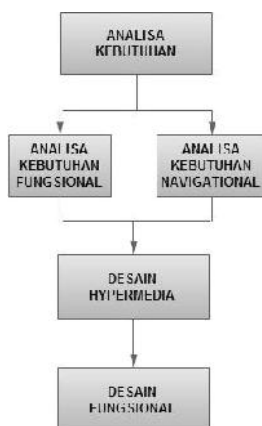 ANALISA
KEBUTUHAN
ANALISA
KEBUTUHAN
FUNGSIONAL
ANALISA
KEBUTUHAN
NAVIGATIONAL
DESAIN
HYPERMEDIA
DESAIN
FUNGSIONAL